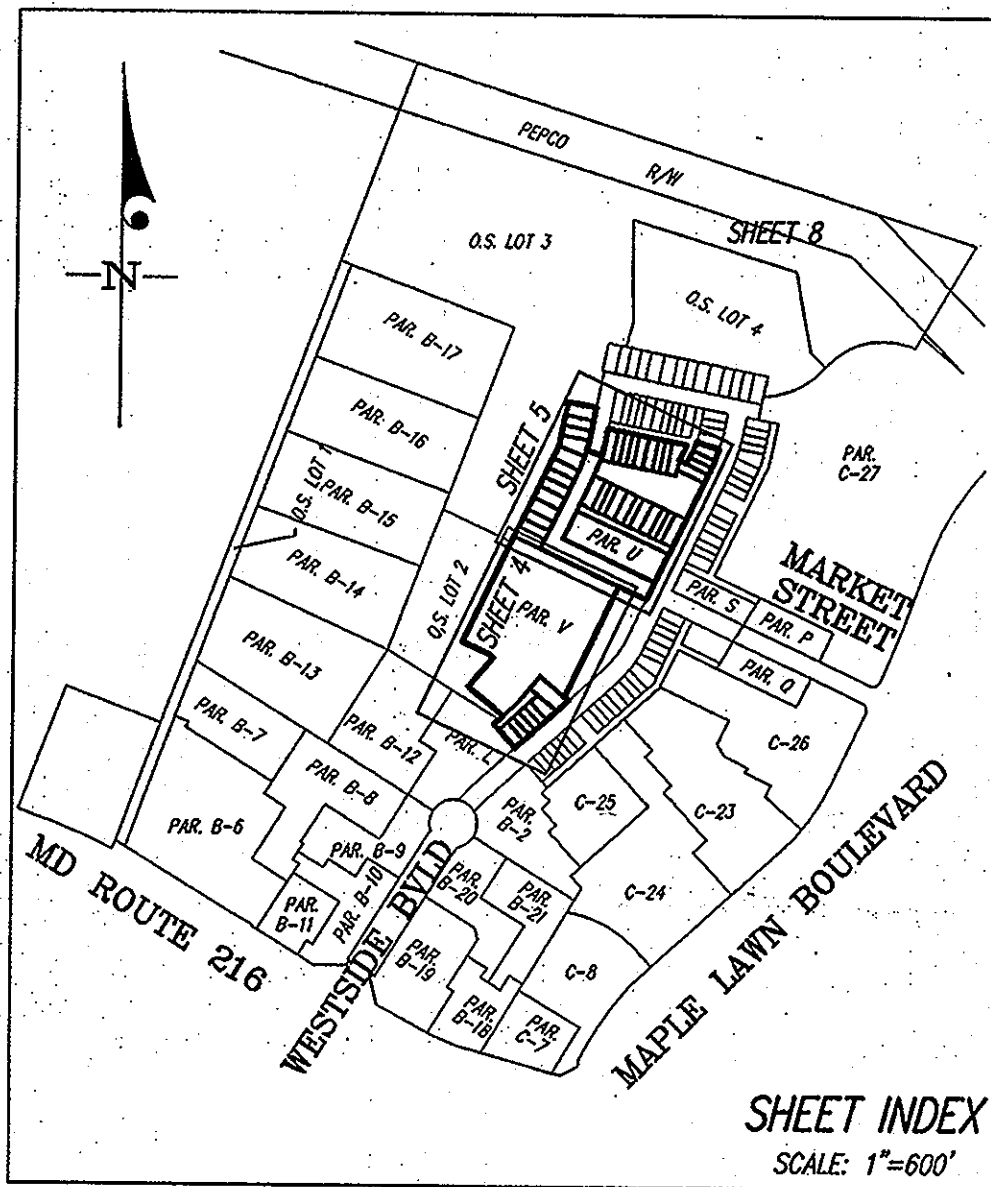 PEPCO R/W
SHEET 8
O.S. LOT 3
N
O.S. LOT 4
PAR. B-17
PAR. B-16
SHEET 5
PAR.
C-27
O.S. LOT 1
PAR. B-15
PAR. U
MARKET
STREET
PAR. B-14
O.S. LOT 2
SHEET 4
PAR. V
PAR. S
PAR. P
PAR. B-13
PAR. Q
PAR. B-7
PAR. B-12
PAR. L
C-26
PAR. B-8
PAR.
B-2
C-25
C-23
PAR. B-6
PAR. B-9
MD ROUTE 216
PAR. B-10
PAR.
B-11
WESTSIDE BVLD
PAR.
B-20
PAR.
B-21
C-24
MAPLE LAWN BOULEVARD
PAR.
B-19
C-8
PAR.
B-18
PAR.
C-7
SHEET INDEX
SCALE: 1"=600'